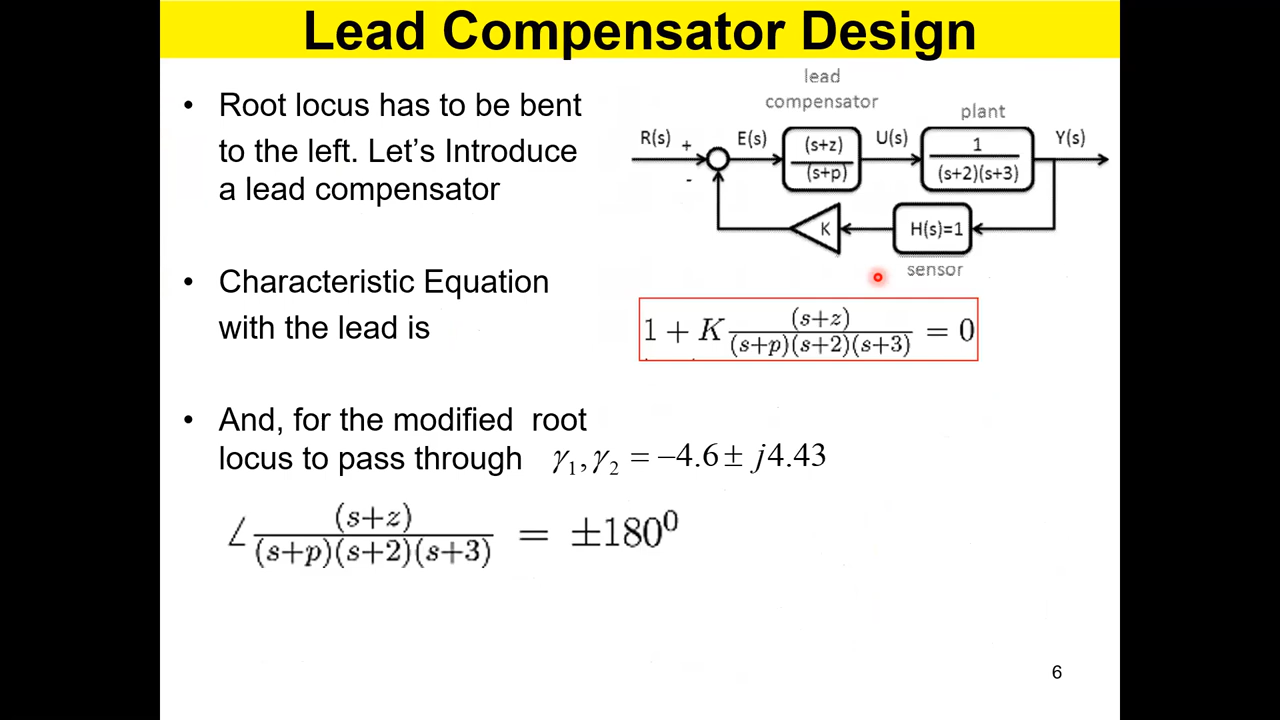 Lead Compensator Design
• Root locus has to be bent
to the left. Let's Introduce
a lead compensator
lead
compensator
plant
R(s) + E(s) (s+z) U(s) 1 Y(s)
- (s+p) (s+2)(s+3)
K H(s)=1
sensor
• Characteristic Equation
with the lead is
1 + K (s+z)/(s+p)(s+2)(s+3) = 0
• And, for the modified root
locus to pass through γ₁,γ₂ = −4.6 ± j4.43
∠ (s+z)/(s+p)(s+2)(s+3) = ±180⁰
6